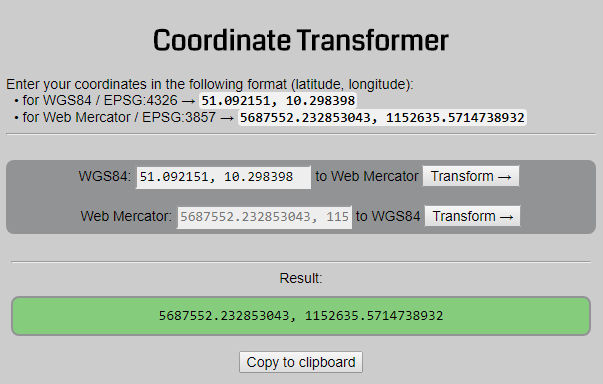 Coordinate Transformer
Enter your coordinates in the following format (latitude, longitude):
• for WGS84 / EPSG:4326 → 51.092151, 10.298398
• for Web Mercator / EPSG:3857 → 5687552.232853043, 1152635.5714738932
WGS84: 51.092151, 10.298398 to Web Mercator Transform →
Web Mercator: 5687552.232853043, 115 to WGS84 Transform →
Result:
5687552.232853043, 1152635.5714738932
Copy to clipboard